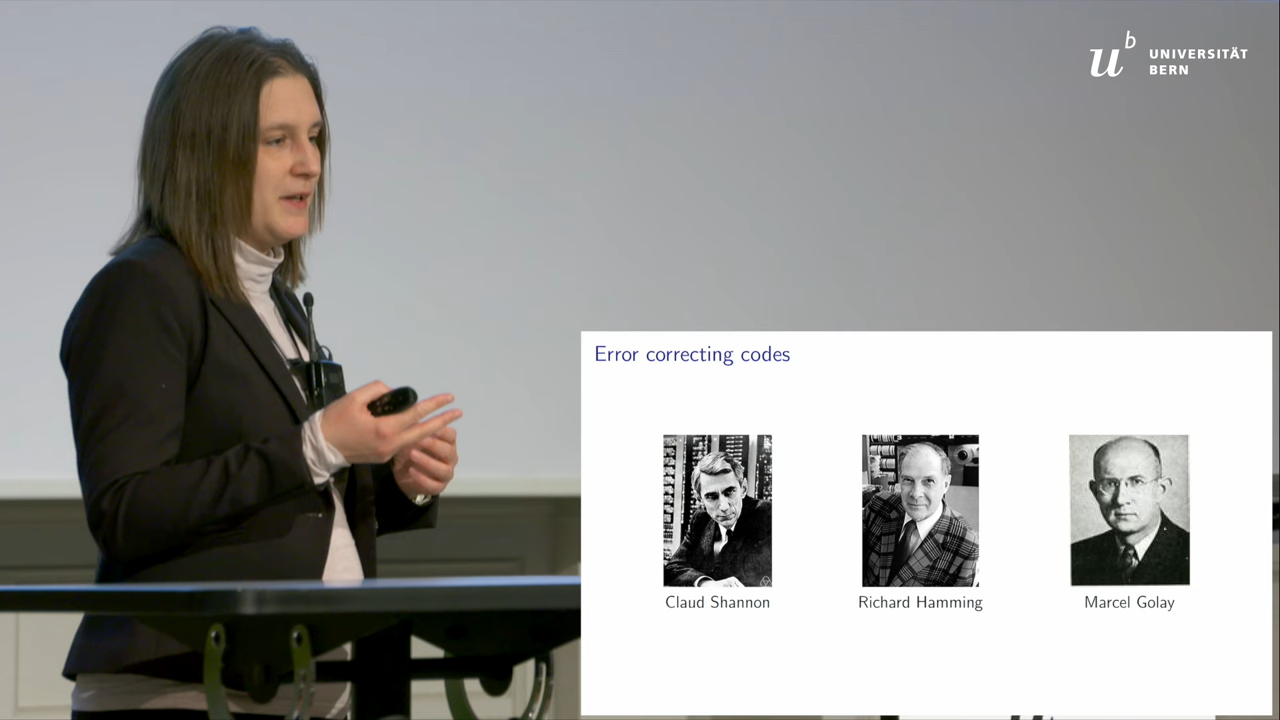 u b
UNIVERSITÄT
BERN
Error correcting codes
Claud Shannon
Richard Hamming
Marcel Golay